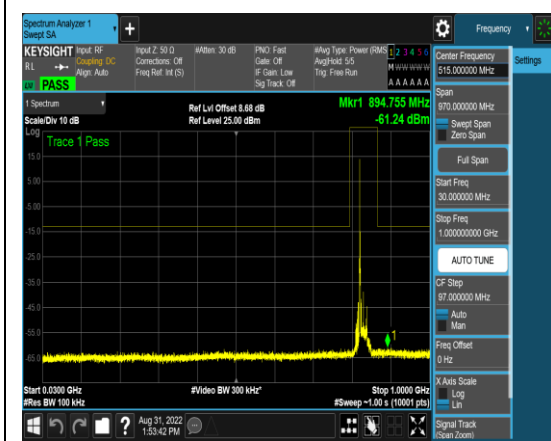 Spectrum Analyzer 1
Swept SA
Frequency
KEYSIGHT
RL
PASS
Input: RF
Coupling: DC
Align: Auto
Input Z: 50 Ω
Corrections: Off
Freq Ref: Int (S)
#Atten: 30 dB
PNO: Fast
Gate: Off
IF Gain: Low
Sig Track: Off
#Avg Type: Power (RMS
Avg|Hold: 5/5
Trig: Free Run
1 2 3 4 5 6
M W W W W W
A A A A A A
1 Spectrum
Scale/Div 10 dB
Ref Lvl Offset 8.68 dB
Ref Level 25.00 dBm
Mkr1 894.755 MHz
-61.24 dBm
Log
Trace 1 Pass
15.0
5.00
-5.00
-15.0
-25.0
-35.0
-45.0
-55.0
-65.0
1
Start 0.0300 GHz
#Res BW 100 kHz
#Video BW 300 kHz*
Stop 1.0000 GHz
#Sweep ~1.00 s (10001 pts)
Aug 31, 2022
1:53:42 PM
Center Frequency
515.000000 MHz
Settings
Span
970.000000 MHz
Swept Span
Zero Span
Full Span
Start Freq
30.000000 MHz
Stop Freq
1.000000000 GHz
AUTO TUNE
CF Step
97.000000 MHz
Auto
Man
Freq Offset
0 Hz
X Axis Scale
Log
Lin
Signal Track
(Span Zoom)